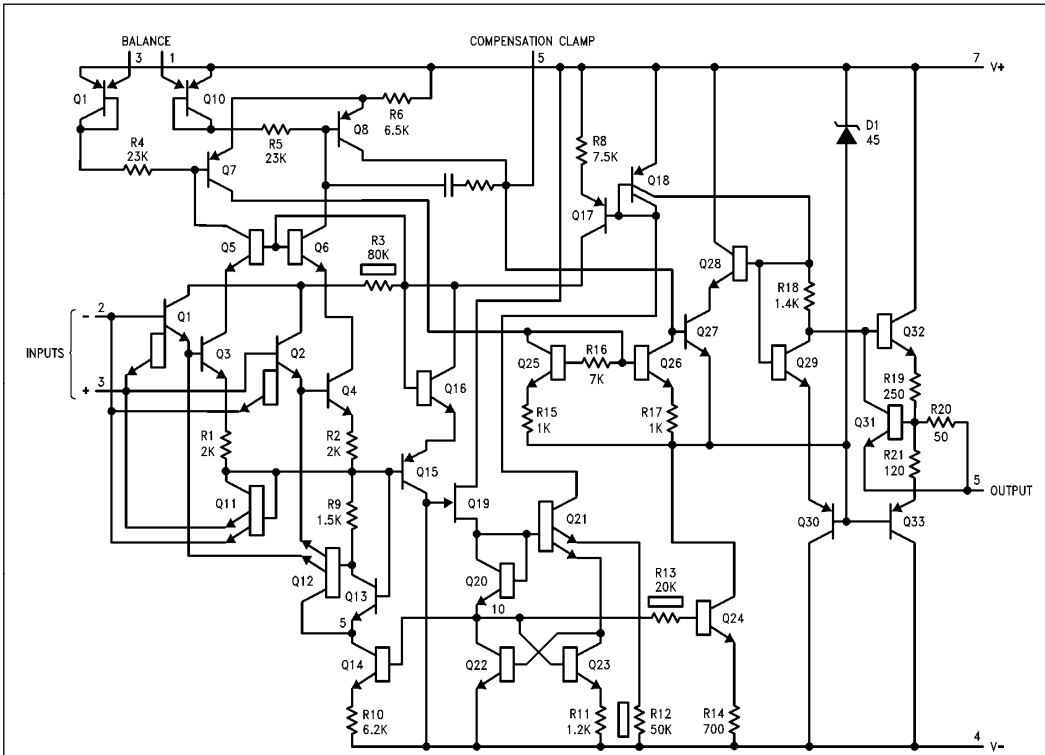 BALANCE
3 1
COMPENSATION CLAMP
5
7 V+
Q1
Q10
R6
6.5K
Q8
R5
23K
R4
23K
Q7
R8
7.5K
Q18
Q17
D1
45
Q5
Q6
R3
80K
Q28
R18
1.4K
2
-
Q1
INPUTS
+
3
Q3
Q2
Q4
Q16
Q25
R16
7K
Q26
Q27
Q29
Q32
R19
250
R15
1K
R17
1K
Q31
R20
50
R21
120
R1
2K
R2
2K
Q15
Q11
R9
1.5K
Q19
Q21
5
OUTPUT
Q30
Q33
Q12
Q13
Q20
R13
20K
Q24
5
10
Q14
Q22
Q23
R10
6.2K
R11
1.2K
R12
50K
R14
700
4 V-